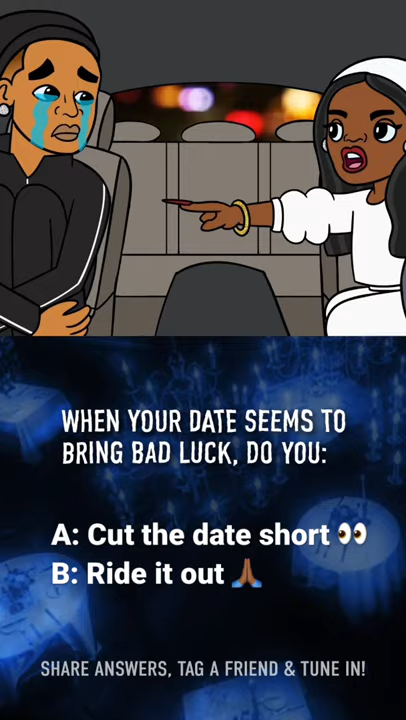 WHEN YOUR DATE SEEMS TO
BRING BAD LUCK, DO YOU:
A: Cut the date short 👀
B: Ride it out 🙏🏾
SHARE ANSWERS, TAG A FRIEND & TUNE IN!